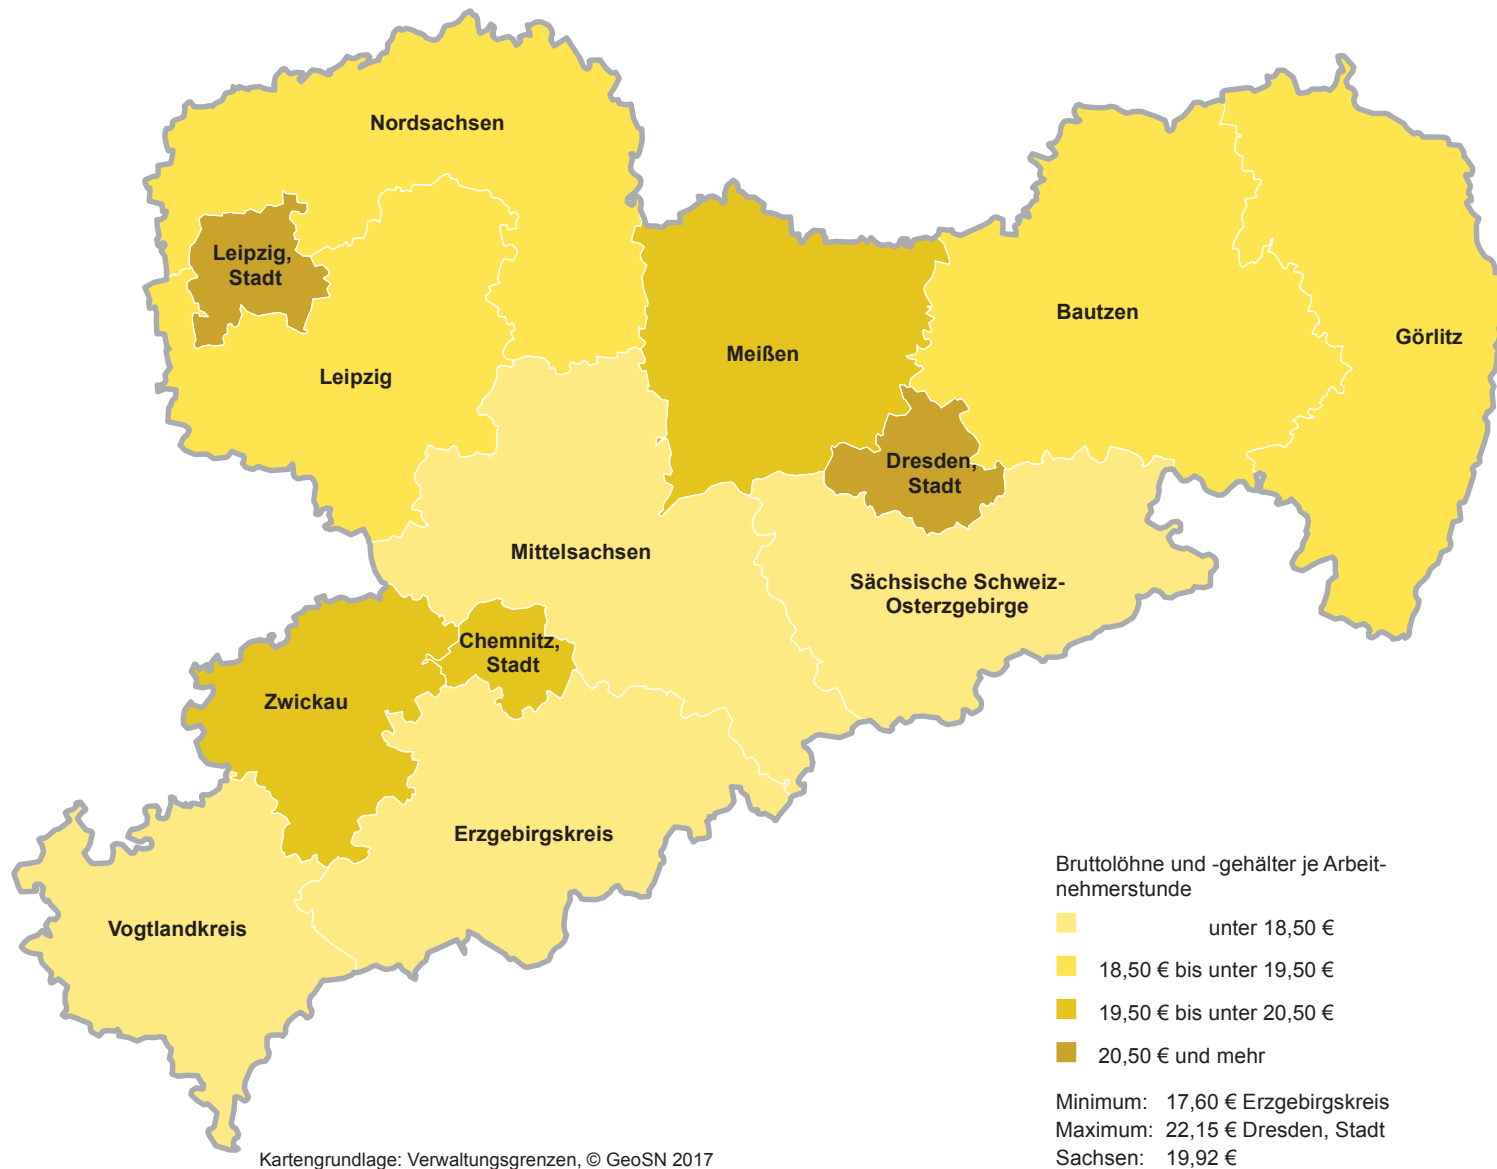 Nordsachsen
Leipzig,
Stadt
Leipzig
Meißen
Bautzen
Görlitz
Dresden,
Stadt
Mittelsachsen
Sächsische Schweiz-
Osterzgebirge
Chemnitz,
Stadt
Zwickau
Erzgebirgskreis
Vogtlandkreis
Bruttolöhne und -gehälter je Arbeit-
nehmerstunde
unter 18,50 €
18,50 € bis unter 19,50 €
19,50 € bis unter 20,50 €
20,50 € und mehr
Minimum: 17,60 € Erzgebirgskreis
Maximum: 22,15 € Dresden, Stadt
Sachsen: 19,92 €
Kartengrundlage: Verwaltungsgrenzen, © GeoSN 2017